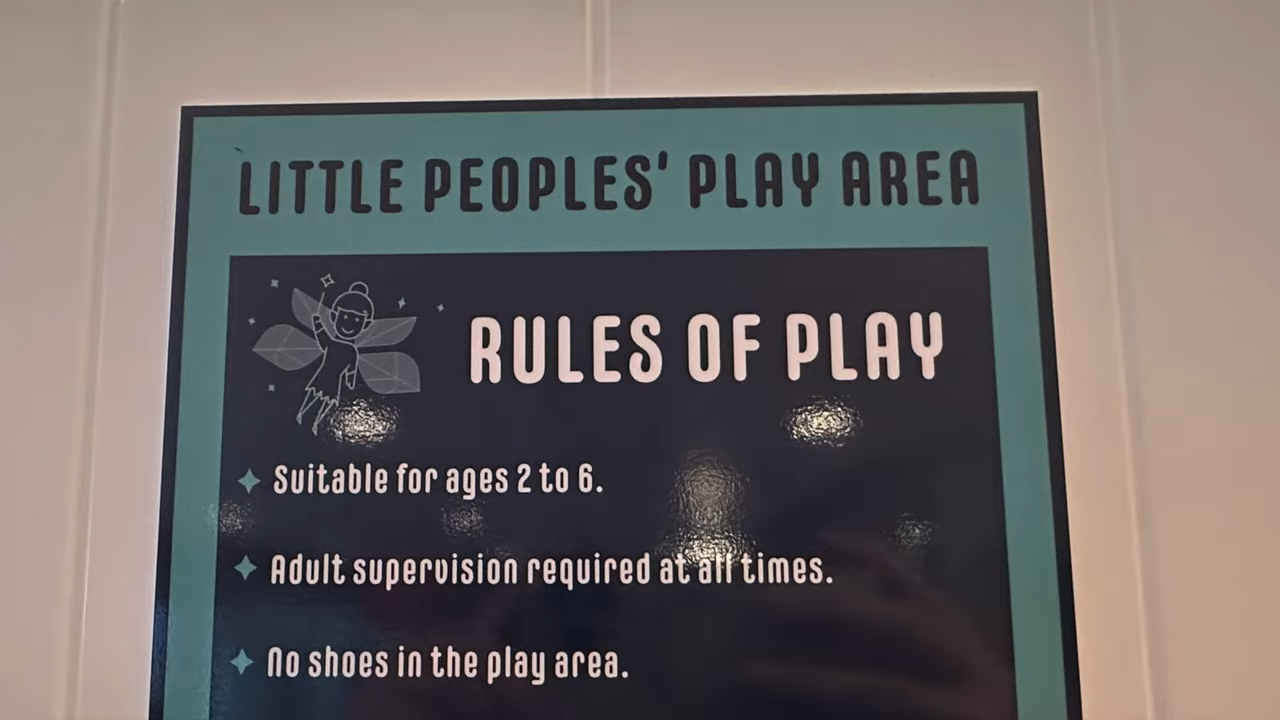 LITTLE PEOPLES' PLAY AREA
RULES OF PLAY
Suitable for ages 2 to 6.
Adult supervision required at all times.
No shoes in the play area.